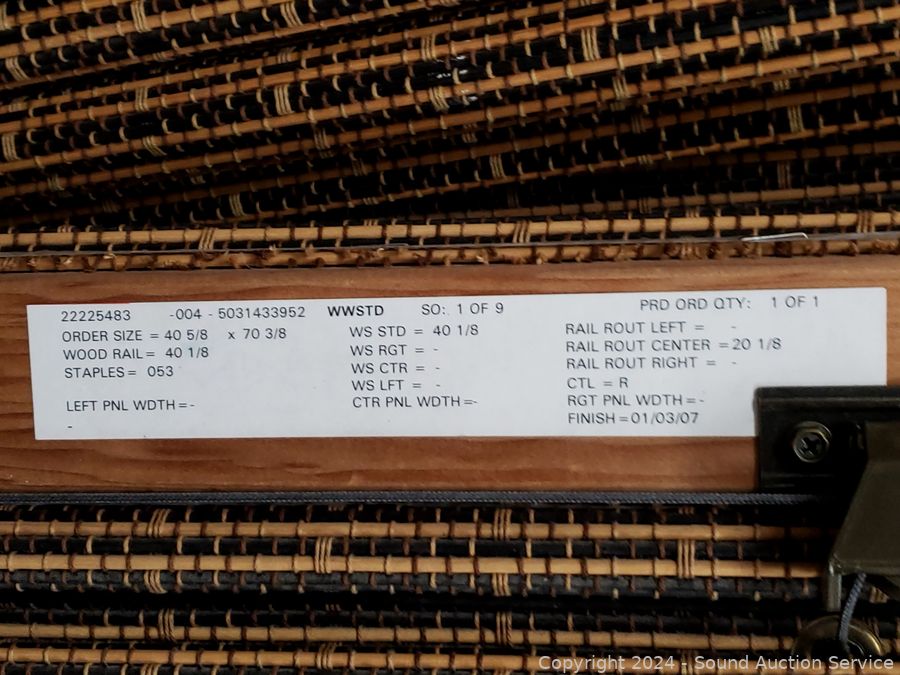 22225483 -004 - 5031433952 WWSTD SO: 1 OF 9 PRD ORD QTY: 1 OF 1
ORDER SIZE = 40 5/8 x 70 3/8 WS STD = 40 1/8 RAIL ROUT LEFT = -
WOOD RAIL= 40 1/8 WS RGT = - RAIL ROUT CENTER =20 1/8
STAPLES= 053 WS CTR = - RAIL ROUT RIGHT = -
WS LFT = - CTL = R
LEFT PNL WDTH=- CTR PNL WDTH=- RGT PNL WDTH=-
- FINISH=01/03/07
Copyright © 2024 - Sound Auction Service